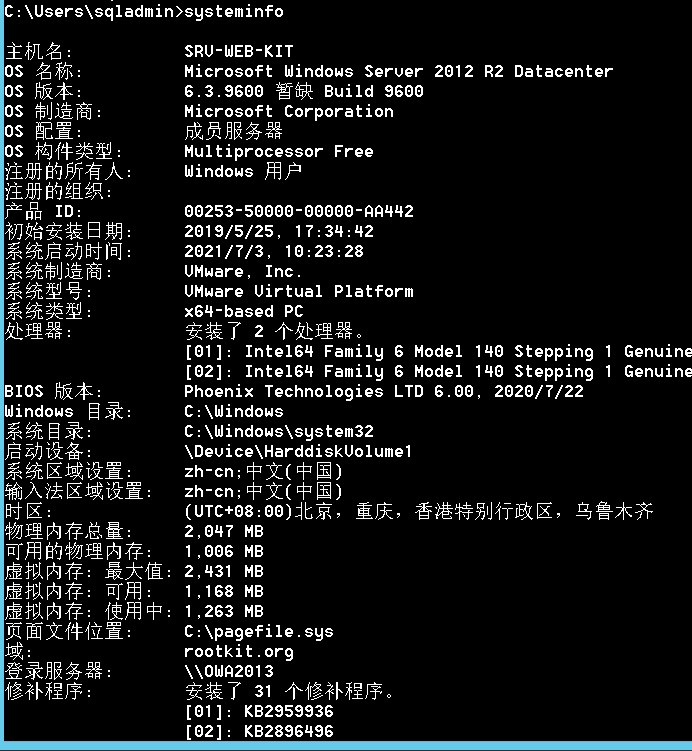 C:\Users\sqladmin>systeminfo
主机名: SRV-WEB-KIT
OS 名称: Microsoft Windows Server 2012 R2 Datacenter
OS 版本: 6.3.9600 暂缺 Build 9600
OS 制造商: Microsoft Corporation
OS 配置: 成员服务器
OS 构件类型: Multiprocessor Free
注册的所有人: Windows 用户
注册的组织:
产品 ID: 00253-50000-00000-AA442
初始安装日期: 2019/5/25, 17:34:42
系统启动时间: 2021/7/3, 10:23:28
系统制造商: VMware, Inc.
系统型号: VMware Virtual Platform
系统类型: x64-based PC
处理器: 安装了 2 个处理器。
[01]: Intel64 Family 6 Model 140 Stepping 1 Genuine
[02]: Intel64 Family 6 Model 140 Stepping 1 Genuine
BIOS 版本: Phoenix Technologies LTD 6.00, 2020/7/22
Windows 目录: C:\Windows
系统目录: C:\Windows\system32
启动设备: \Device\HarddiskVolume1
系统区域设置: zh-cn;中文(中国)
输入法区域设置: zh-cn;中文(中国)
时区: (UTC+08:00)北京，重庆，香港特别行政区，乌鲁木齐
物理内存总量: 2,047 MB
可用的物理内存: 1,006 MB
虚拟内存: 最大值: 2,431 MB
虚拟内存: 可用: 1,168 MB
虚拟内存: 使用中: 1,263 MB
页面文件位置: C:\pagefile.sys
域: rootkit.org
登录服务器: \\OWA2013
修补程序: 安装了 31 个修补程序。
[01]: KB2959936
[02]: KB2896496